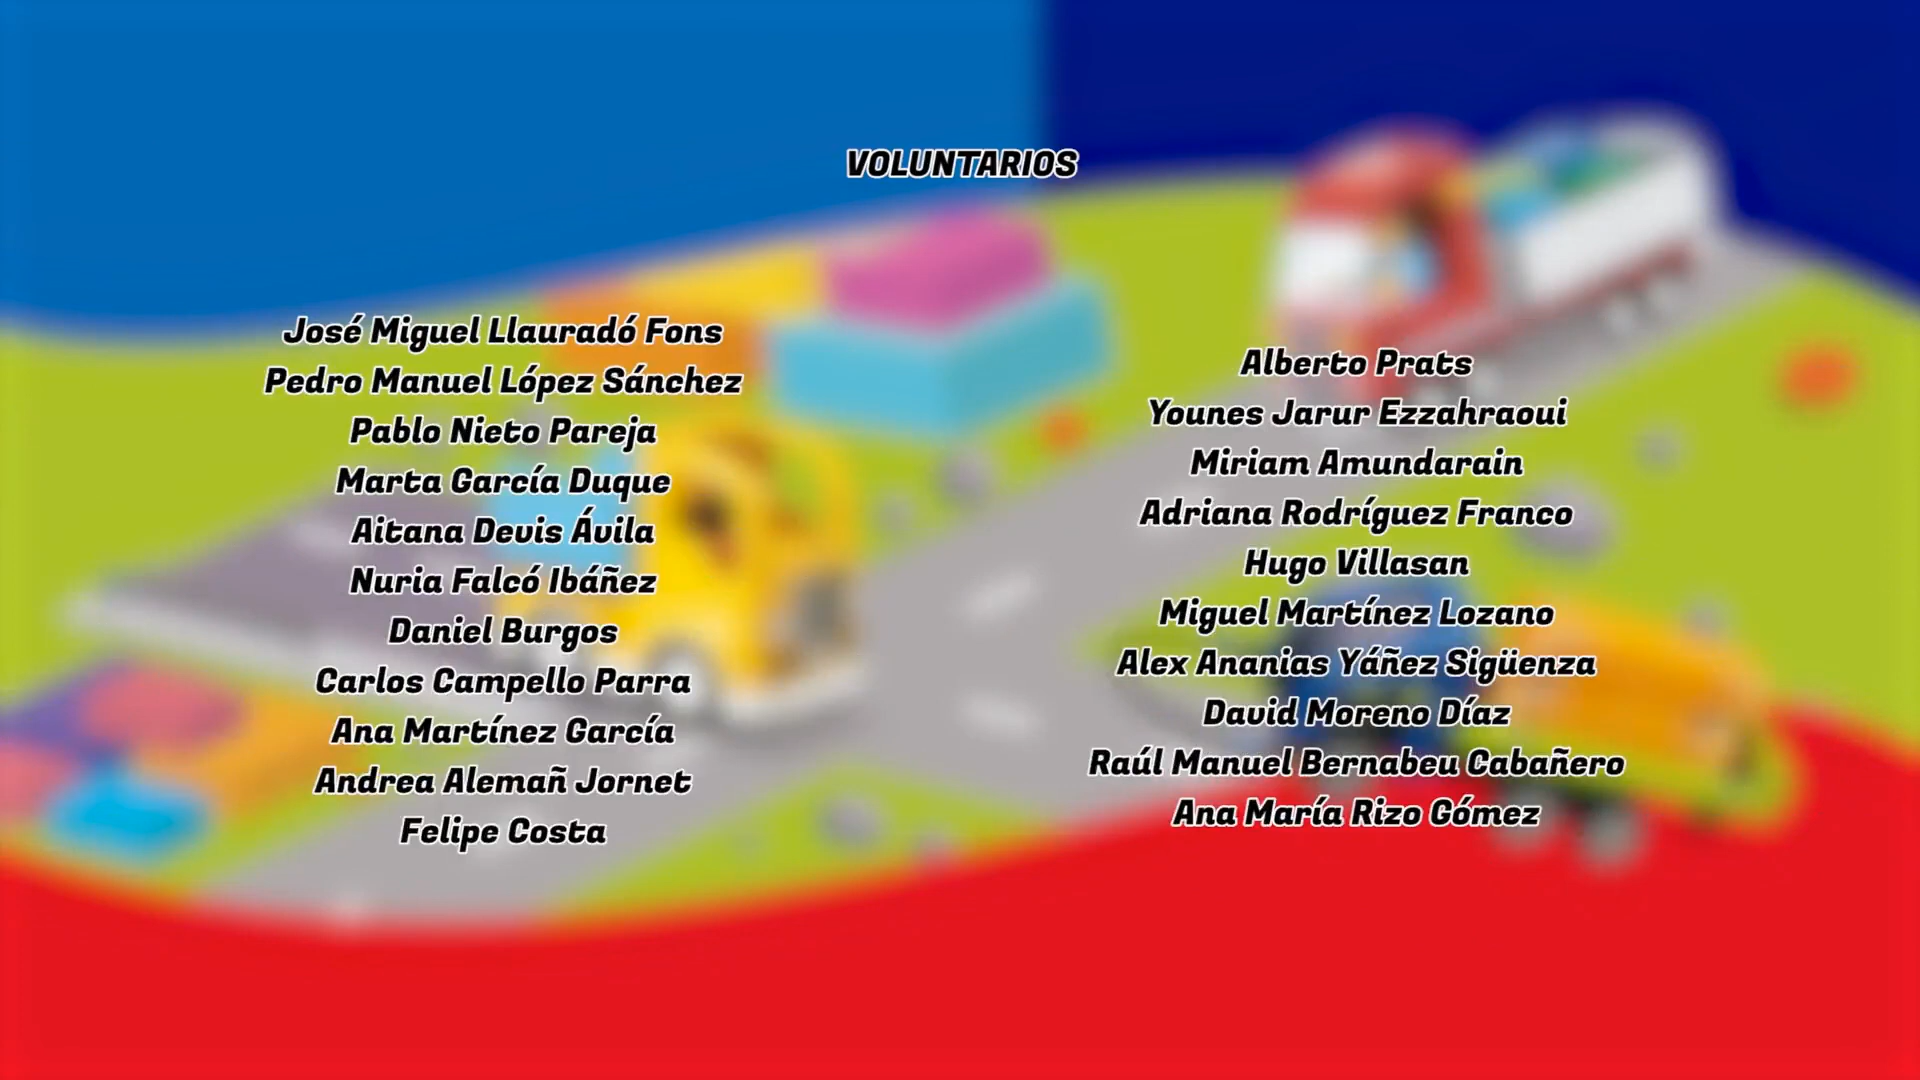 VOLUNTARIOS
José Miguel Llauradó Fons
Pedro Manuel López Sánchez
Pablo Nieto Pareja
Marta García Duque
Aitana Devis Ávila
Nuria Falcó Ibáñez
Daniel Burgos
Carlos Campello Parra
Ana Martínez García
Andrea Alemañ Jornet
Felipe Costa
Alberto Prats
Younes Jarur Ezzahraoui
Miriam Amundarain
Adriana Rodríguez Franco
Hugo Villasan
Miguel Martínez Lozano
Alex Ananias Yáñez Sigüenza
David Moreno Díaz
Raúl Manuel Bernabeu Cabañero
Ana María Rizo Gómez